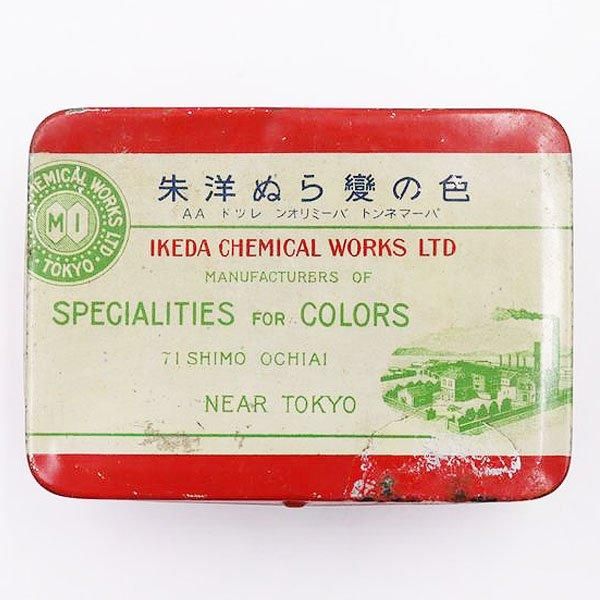 色の變らぬ洋朱
パーマネント バーミリオン レツド AA
CHEMICAL WORKS LTD
MI
TOKYO
IKEDA CHEMICAL WORKS LTD
MANUFACTURERS OF
SPECIALITIES FOR COLORS
71 SHIMO OCHIAI
NEAR TOKYO